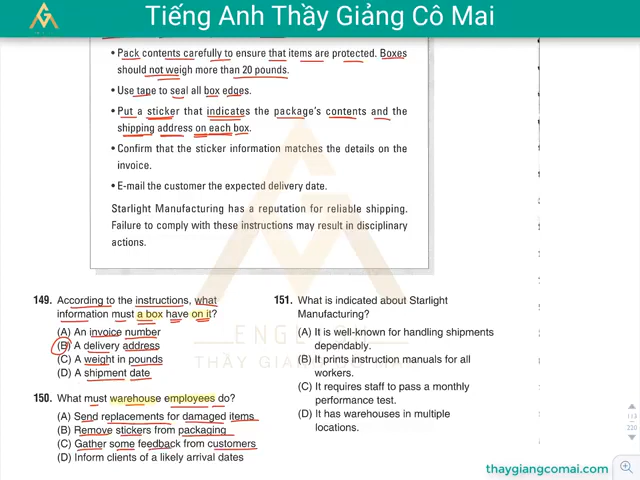 Tiếng Anh Thầy Giảng Cô Mai
• Pack contents carefully to ensure that items are protected. Boxes
should not weigh more than 20 pounds.
• Use tape to seal all box edges.
• Put a sticker that indicates the package's contents and the
shipping address on each box.
• Confirm that the sticker information matches the details on the
invoice.
• E-mail the customer the expected delivery date.
Starlight Manufacturing has a reputation for reliable shipping.
Failure to comply with these instructions may result in disciplinary
actions.
149. According to the instructions, what
information must a box have on it?
(A) An invoice number
(B) A delivery address
(C) A weight in pounds
(D) A shipment date
150. What must warehouse employees do?
(A) Send replacements for damaged items
(B) Remove stickers from packaging
(C) Gather some feedback from customers
(D) Inform clients of a likely arrival dates
151. What is indicated about Starlight
Manufacturing?
(A) It is well-known for handling shipments
dependably.
(B) It prints instruction manuals for all
workers.
(C) It requires staff to pass a monthly
performance test.
(D) It has warehouses in multiple
locations.
THẦY GIẢNG CÔ MAI
220
thaygiangcomai.com